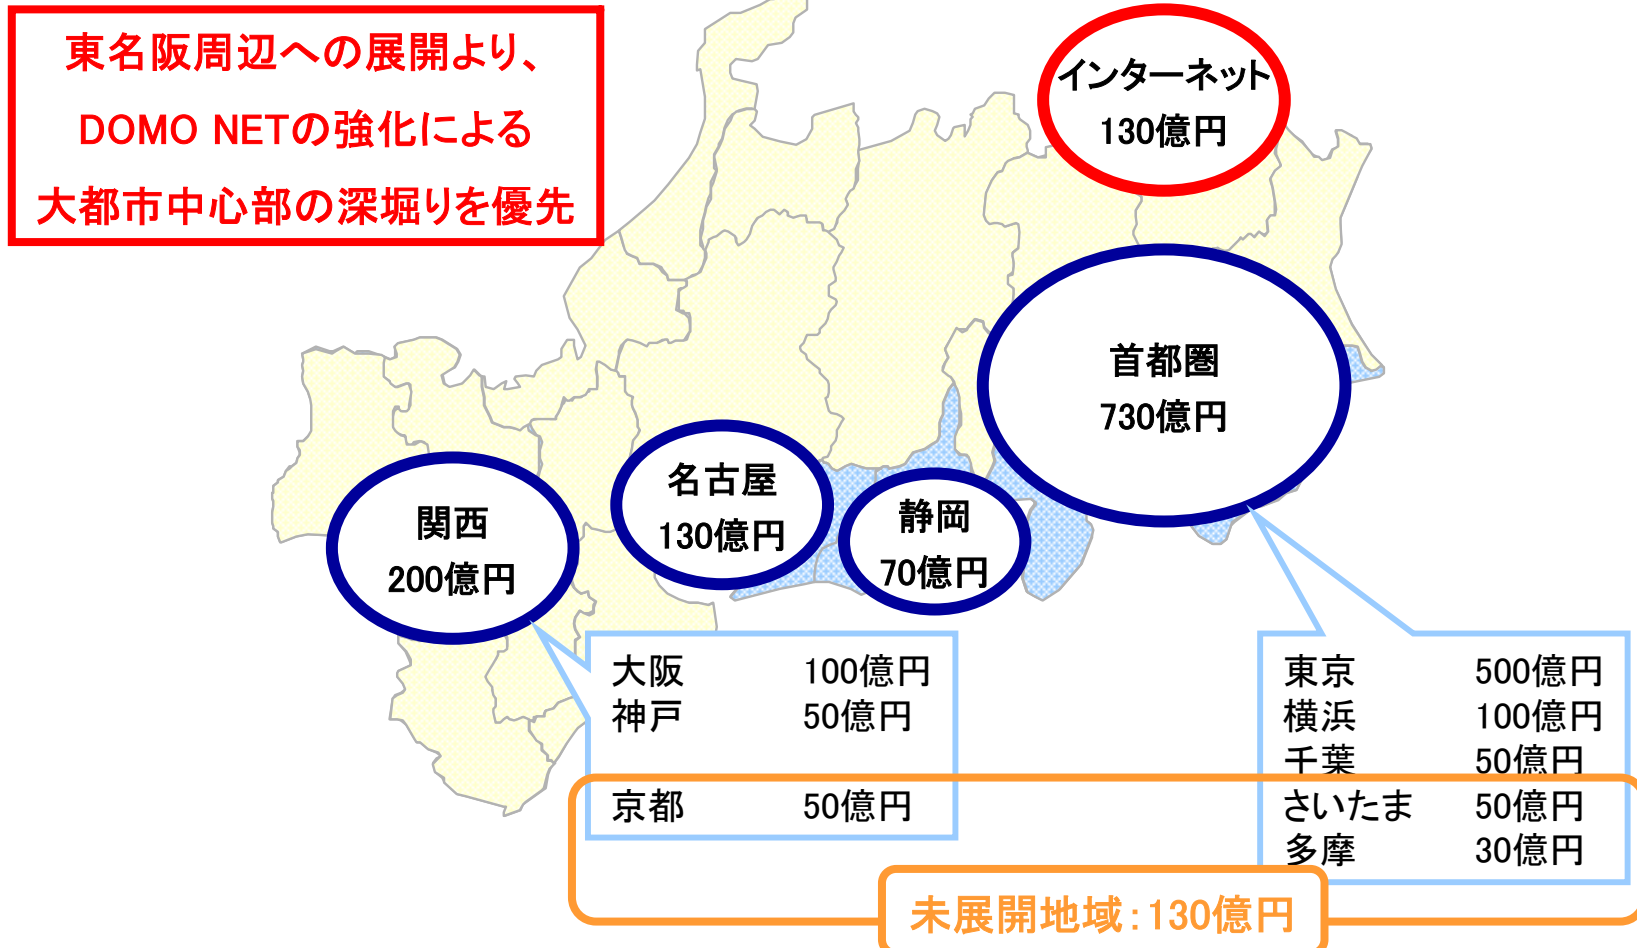 東名阪周辺への展開より、
DOMO NETの強化による
大都市中心部の深堀りを優先
インターネット
130億円
首都圏
730億円
名古屋
130億円
静岡
70億円
関西
200億円
大阪 100億円
神戸 50億円
京都 50億円
東京 500億円
横浜 100億円
千葉 50億円
さいたま 50億円
多摩 30億円
未展開地域：130億円